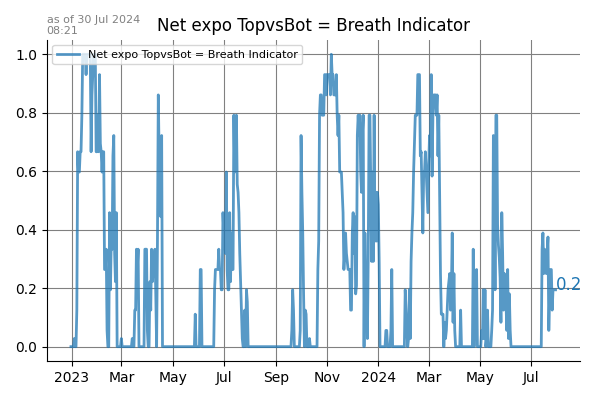 as of 30 Jul 2024
08:21
Net expo TopvsBot = Breath Indicator
Net expo TopvsBot = Breath Indicator
1.0
0.8
0.6
0.4
0.2
0.0
0.2
2023 Mar May Jul Sep Nov 2024 Mar May Jul